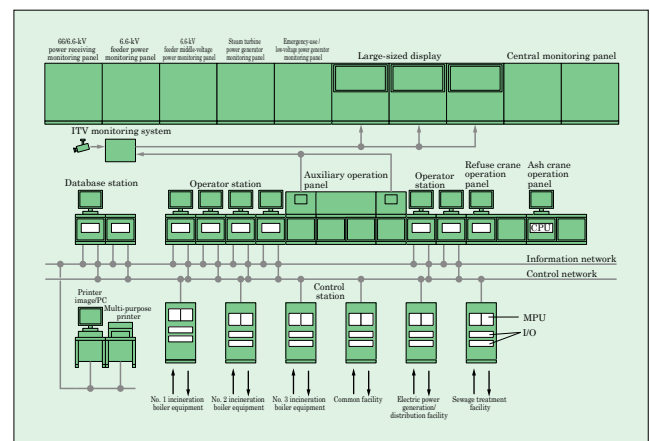 66/6.6-kV
power receiving
monitoring panel
6.6-kV
feeder power
monitoring panel
6.6-kV
feeder middle-voltage
power monitoring panel
Steam turbine
power generator
monitoring panel
Emergency-use /
low-voltage power generator
monitoring panel
Large-sized display
Central monitoring panel
ITV monitoring system
Database station
Operator station
Auxiliary operation
panel
Operator
station
Refuse crane
operation
panel
Ash crane
operation
panel
CPU
Information network
Control network
Printer
image/PC
Multi-purpose
printer
Control
station
MPU
I/O
No. 1 incineration
boiler equipment
No. 2 incineration
boiler equipment
No. 3 incineration
boiler equipment
Common facility
Electric power
generation/
distribution facility
Sewage treatment
facility